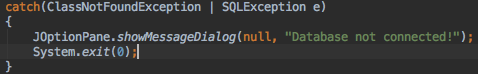 catch(ClassNotFoundException | SQLException e)
{
    JOptionPane.showMessageDialog(null, "Database not connected!");
    System.exit(0);
}